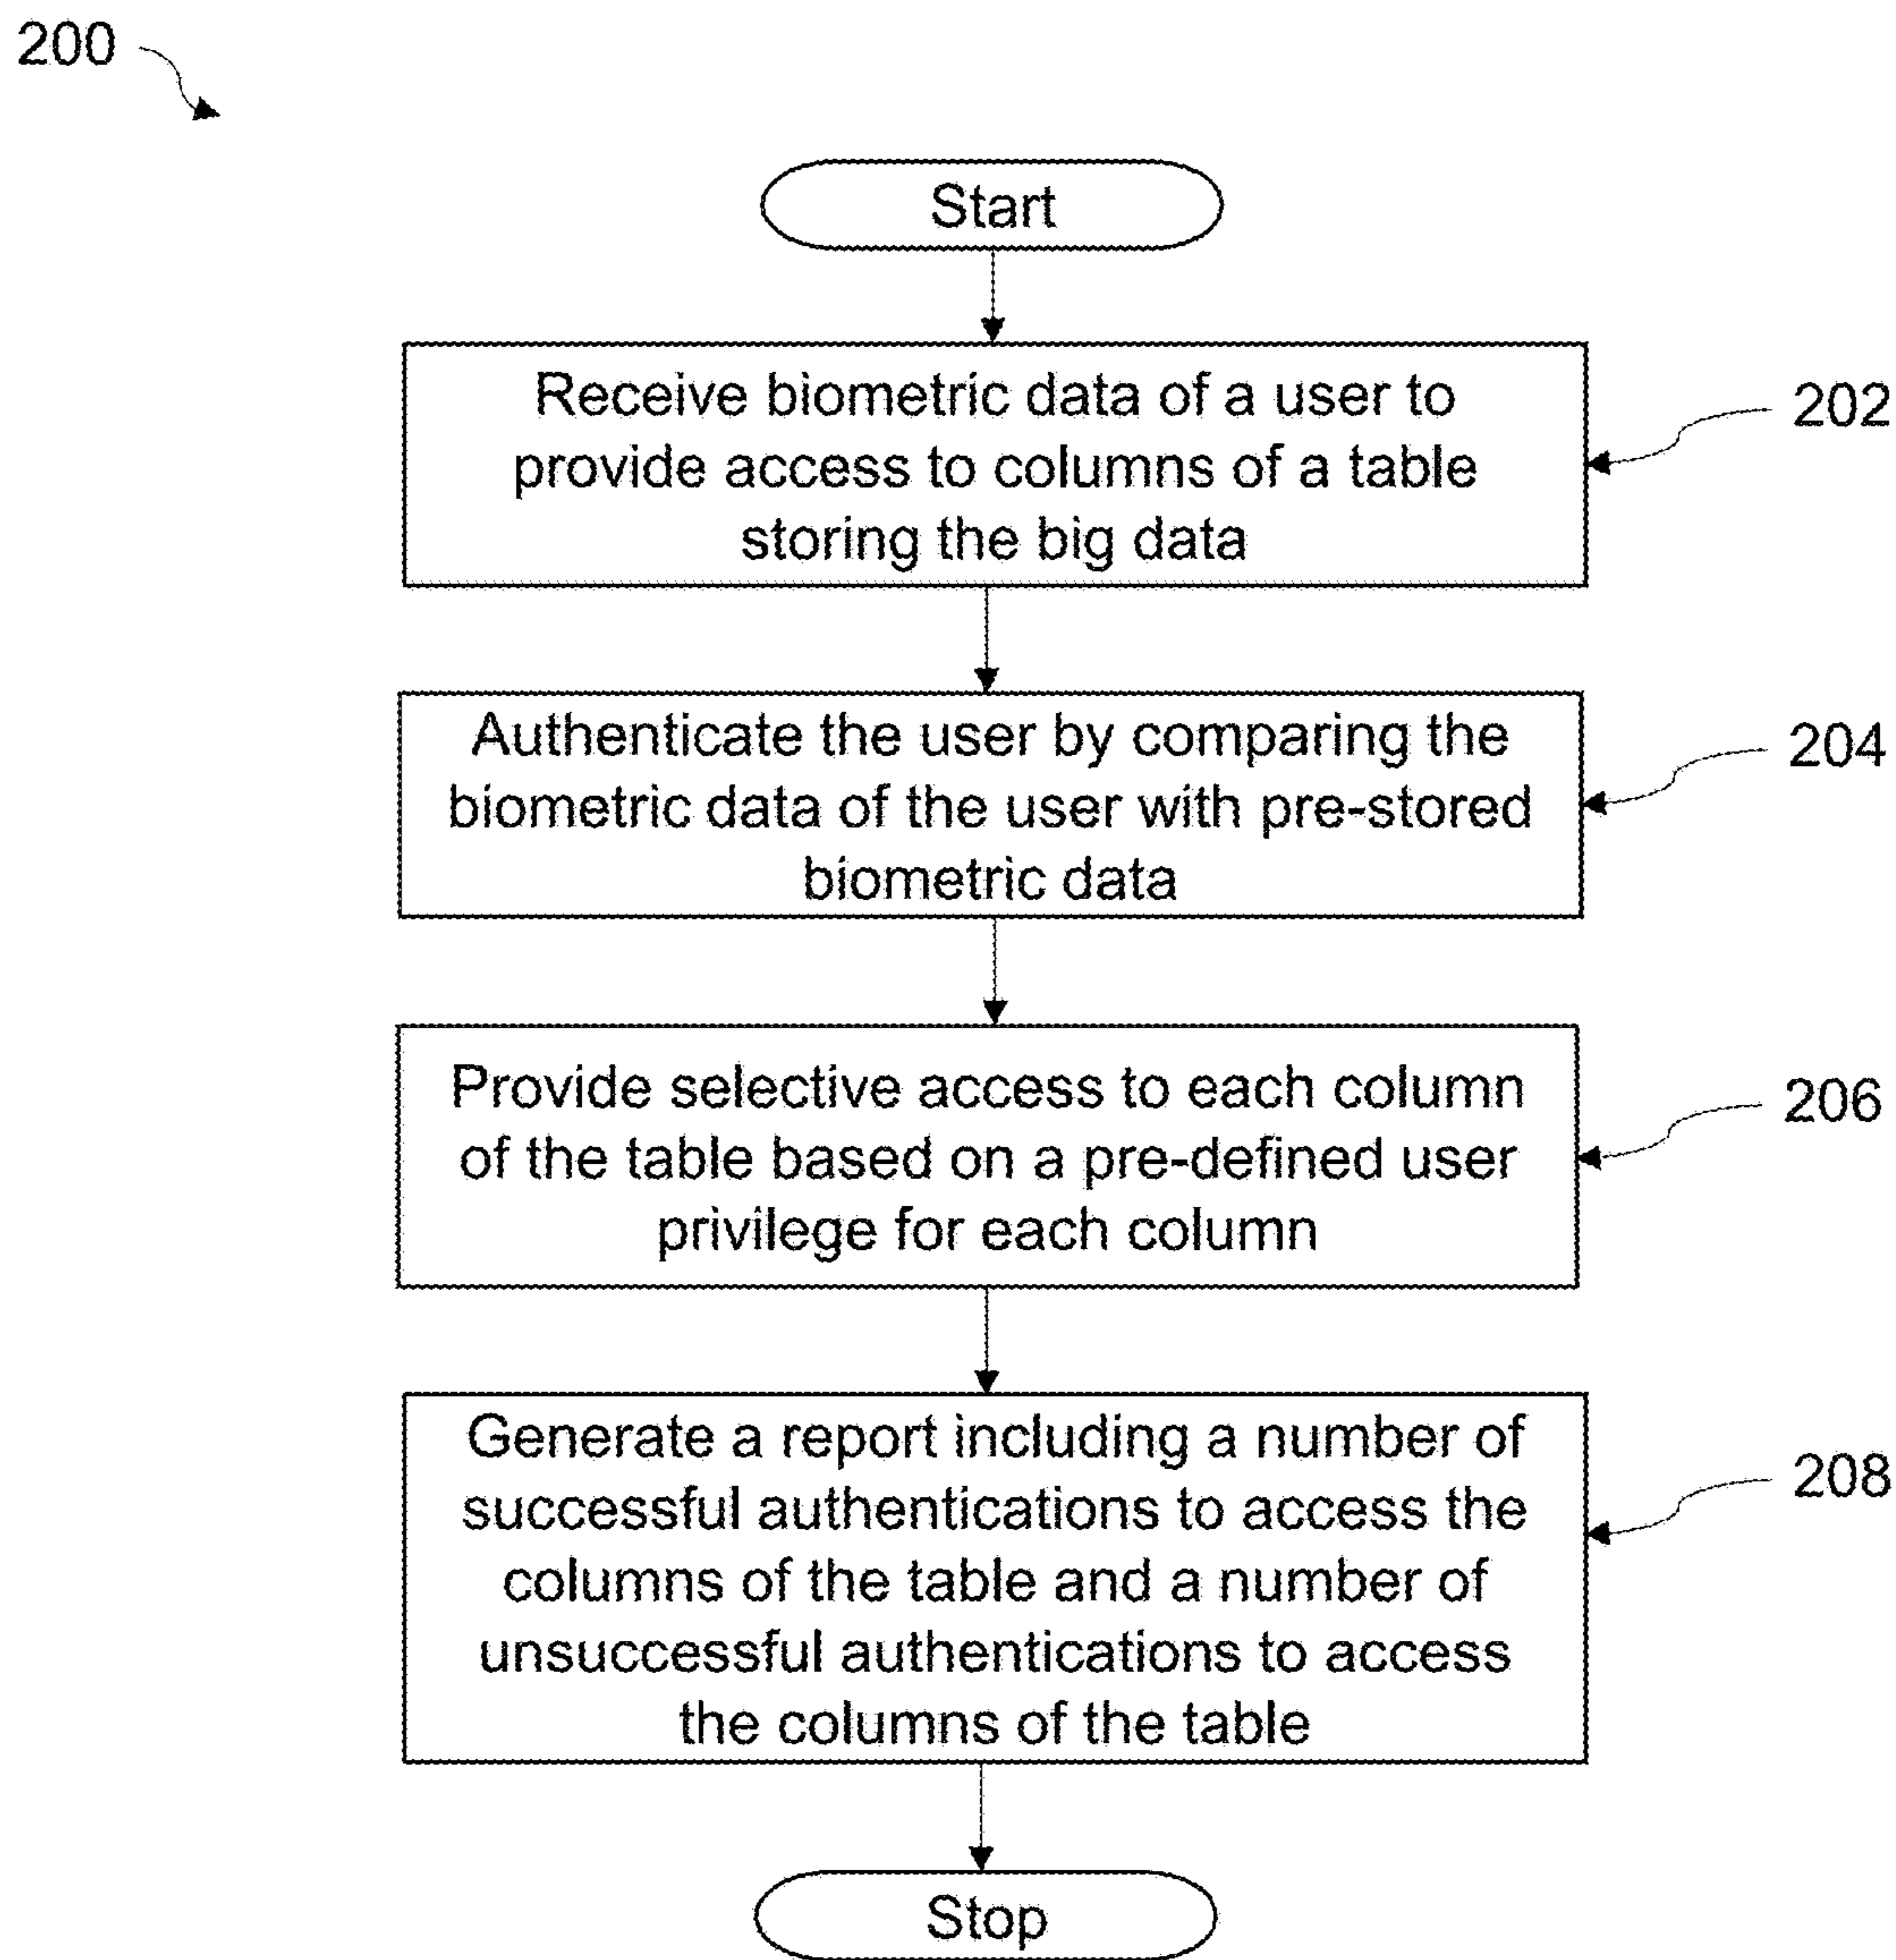 200
Start
Receive biometric data of a user to
provide access to columns of a table
storing the big data
202
Authenticate the user by comparing the
biometric data of the user with pre-stored
biometric data
204
Provide selective access to each column
of the table based on a pre-defined user
privilege for each column
206
Generate a report including a number of
successful authentications to access the
columns of the table and a number of
unsuccessful authentications to access
the columns of the table
208
Stop